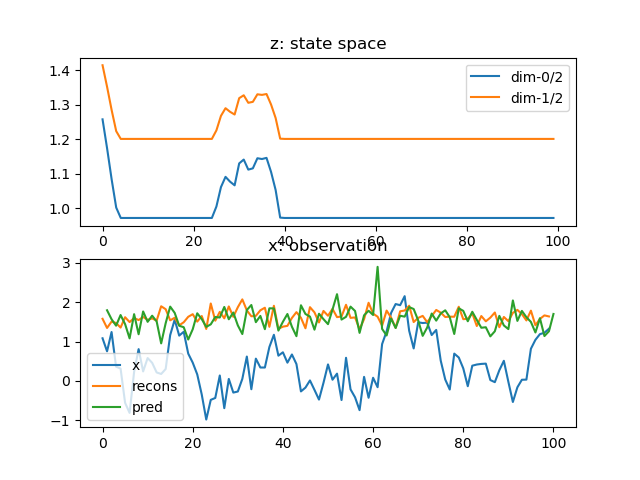 z: state space
1.4
1.3
1.2
1.1
1.0
dim-0/2
dim-1/2
0 20 40 60 80 100
x: observation
3
2
1
0
−1
x
recons
pred
0 20 40 60 80 100